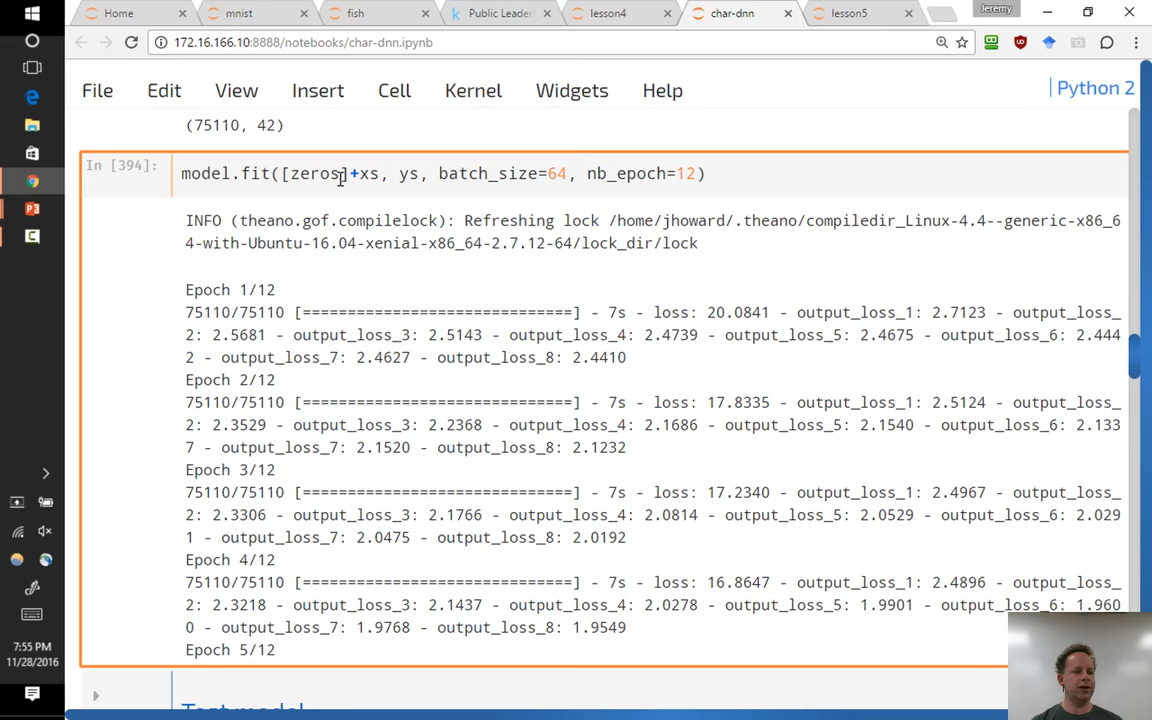 Home
mnist
fish
Public Leader
lesson4
char-dnn
lesson5
Jeremy
172.16.166.10:8888/notebooks/char-dnn.ipynb
File Edit View Insert Cell Kernel Widgets Help
Python 2
(75110, 42)
In [394]:
model.fit([zeros]+xs, ys, batch_size=64, nb_epoch=12)
INFO (theano.gof.compilelock): Refreshing lock /home/jhoward/.theano/compiledir_Linux-4.4--generic-x86_6
4-with-Ubuntu-16.04-xenial-x86_64-2.7.12-64/lock_dir/lock
Epoch 1/12
75110/75110 [==============================] - 7s - loss: 20.0841 - output_loss_1: 2.7123 - output_loss_
2: 2.5681 - output_loss_3: 2.5143 - output_loss_4: 2.4739 - output_loss_5: 2.4675 - output_loss_6: 2.444
2 - output_loss_7: 2.4627 - output_loss_8: 2.4410
Epoch 2/12
75110/75110 [==============================] - 7s - loss: 17.8335 - output_loss_1: 2.5124 - output_loss_
2: 2.3529 - output_loss_3: 2.2368 - output_loss_4: 2.1686 - output_loss_5: 2.1540 - output_loss_6: 2.133
7 - output_loss_7: 2.1520 - output_loss_8: 2.1232
Epoch 3/12
75110/75110 [==============================] - 7s - loss: 17.2340 - output_loss_1: 2.4967 - output_loss_
2: 2.3306 - output_loss_3: 2.1766 - output_loss_4: 2.0814 - output_loss_5: 2.0529 - output_loss_6: 2.029
1 - output_loss_7: 2.0475 - output_loss_8: 2.0192
Epoch 4/12
75110/75110 [==============================] - 7s - loss: 16.8647 - output_loss_1: 2.4896 - output_loss_
2: 2.3218 - output_loss_3: 2.1437 - output_loss_4: 2.0278 - output_loss_5: 1.9901 - output_loss_6: 1.960
0 - output_loss_7: 1.9768 - output_loss_8: 1.9549
Epoch 5/12
Test model
7:55 PM
11/28/2016